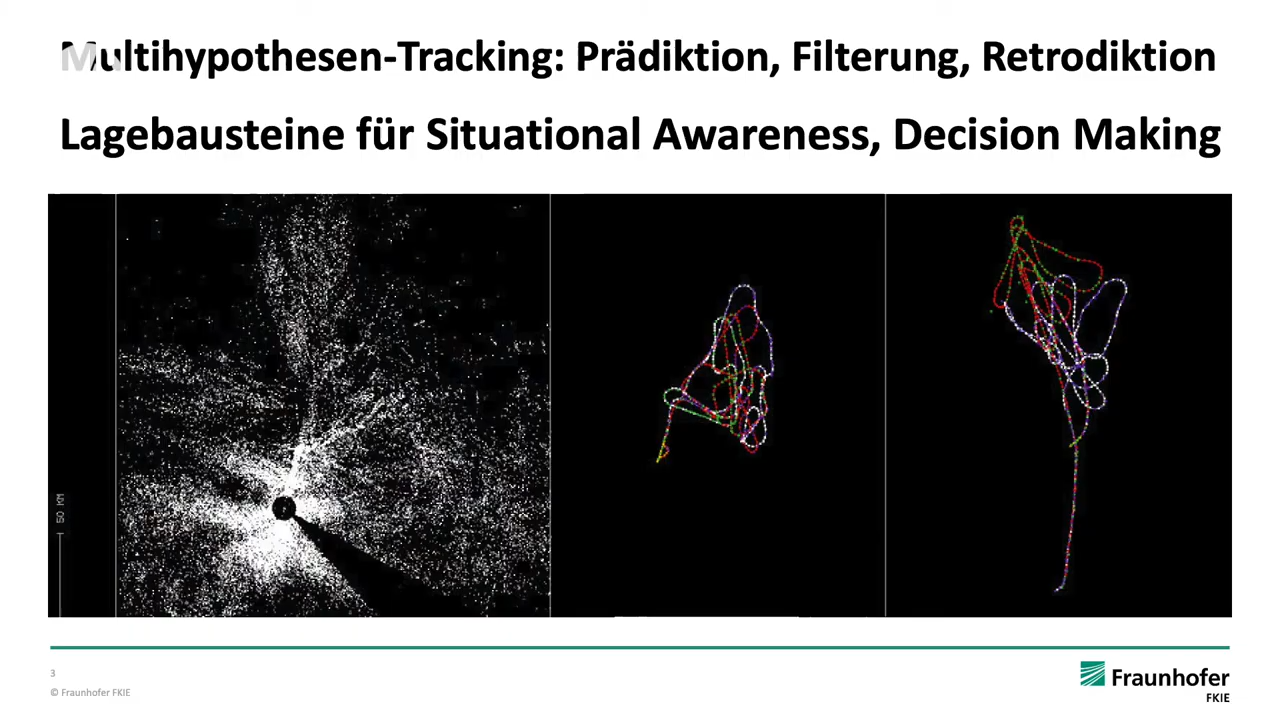 Multihypothesen-Tracking: Prädiktion, Filterung, Retrodiktion
Lagebausteine für Situational Awareness, Decision Making
50 KM
3
© Fraunhofer FKIE
Fraunhofer
FKIE